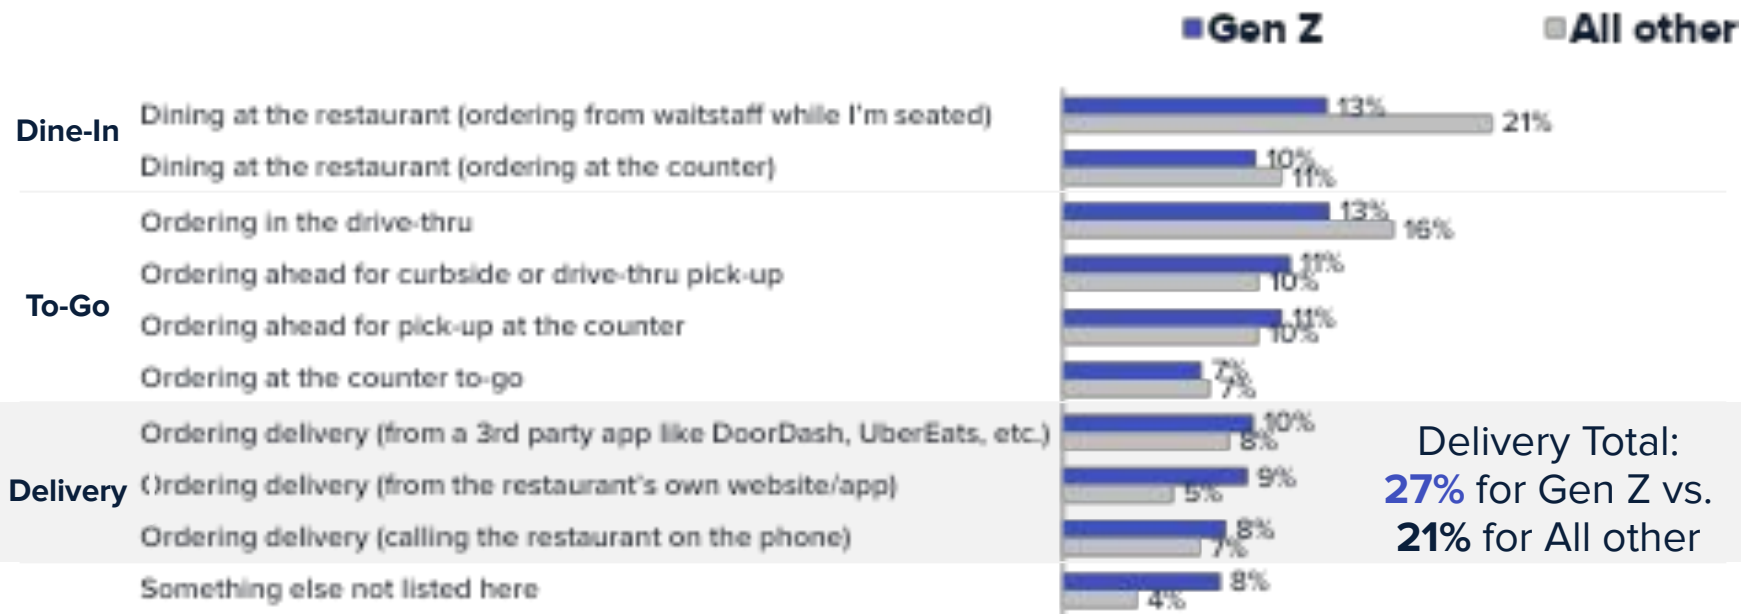 Gen Z All other
Dine-In
Dining at the restaurant (ordering from waitstaff while I'm seated) 13% 21%
Dining at the restaurant (ordering at the counter) 10% 11%
To-Go
Ordering in the drive-thru 13% 16%
Ordering ahead for curbside or drive-thru pick-up 11% 10%
Ordering ahead for pick-up at the counter 11% 10%
Ordering at the counter to-go 7% 7%
Delivery
Ordering delivery (from a 3rd party app like DoorDash, UberEats, etc.) 10% 8%
Ordering delivery (from the restaurant's own website/app) 9% 5%
Ordering delivery (calling the restaurant on the phone) 8% 7%
Delivery Total:
27% for Gen Z vs.
21% for All other
Something else not listed here 8% 4%